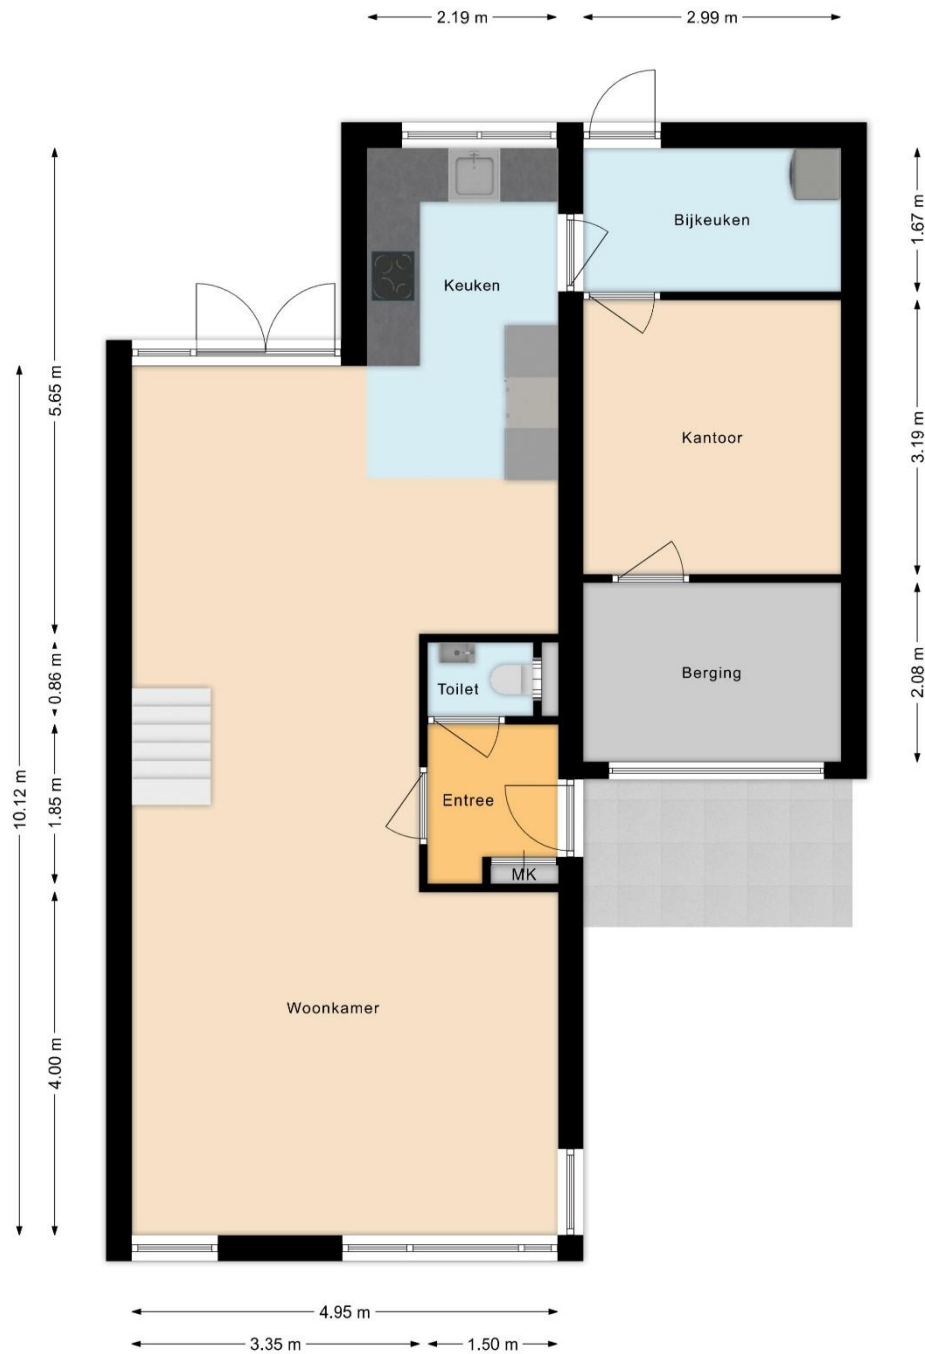 2.19 m
2.99 m
Bijkeuken
1.67 m
Keuken
5.65 m
Kantoor
3.19 m
Toilet
0.86 m
Berging
2.08 m
10.12 m
1.85 m
Entree
MK
Woonkamer
4.00 m
4.95 m
3.35 m
1.50 m